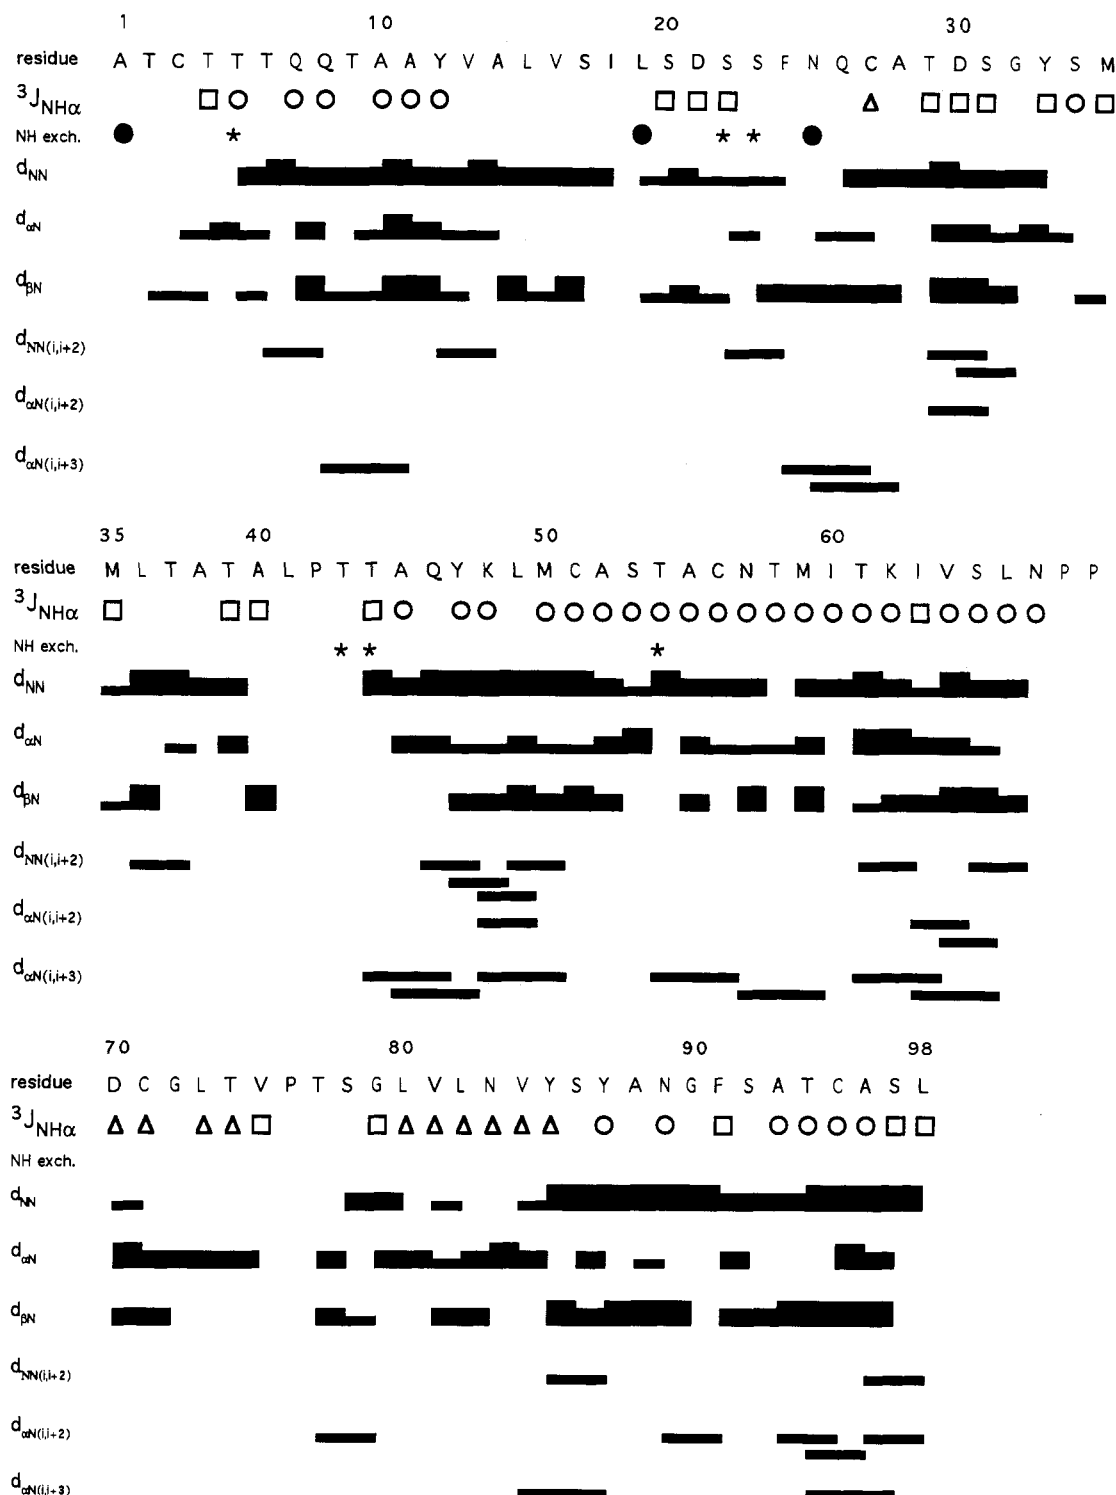 1 10 20 30
residue A T C T T T Q Q T A A Y V A L V S I L S D S S F N Q C A T D S G Y S M
³J NHα
NH exch. * * *
dNN
dαN
dβN
dNN(i,i+2)
dαN(i,i+2)
dαN(i,i+3)
35 40 50 60
residue M L T A T A L P T T A Q Y K L M C A S T A C N T M I T K I V S L N P P
³J NHα
NH exch. * * *
dNN
dαN
dβN
dNN(i,i+2)
dαN(i,i+2)
dαN(i,i+3)
70 80 90 98
residue D C G L T V P T S G L V L N V Y S Y A N G F S A T C A S L
³J NHα
NH exch.
dNN
dαN
dβN
dNN(i,i+2)
dαN(i,i+2)
dαN(i,i+3)